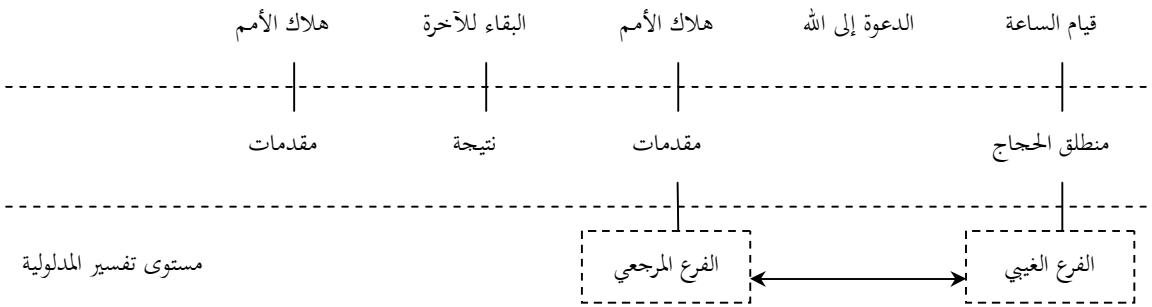 قيام الساعة الدعوة إلى الله هلاك الأمم البقاء للآخرة هلاك الأمم
منطلق الحجاج مقدمات نتيجة مقدمات
الفرع الغيبي الفرع المرجعي مستوى تفسير المدلولية